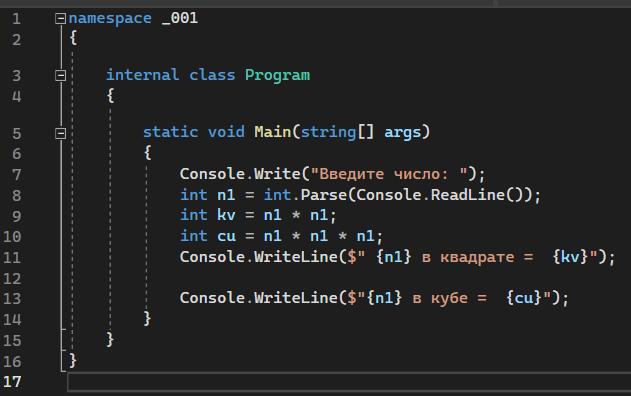 1 namespace _001
2 {
3 internal class Program
4 {
5 static void Main(string[] args)
6 {
7 Console.Write("Введите число: ");
8 int n1 = int.Parse(Console.ReadLine());
9 int kv = n1 * n1;
10 int cu = n1 * n1 * n1;
11 Console.WriteLine($" {n1} в квадрате =  {kv}");
12
13 Console.WriteLine($"{n1} в кубе =  {cu}");
14 }
15 }
16 }
17